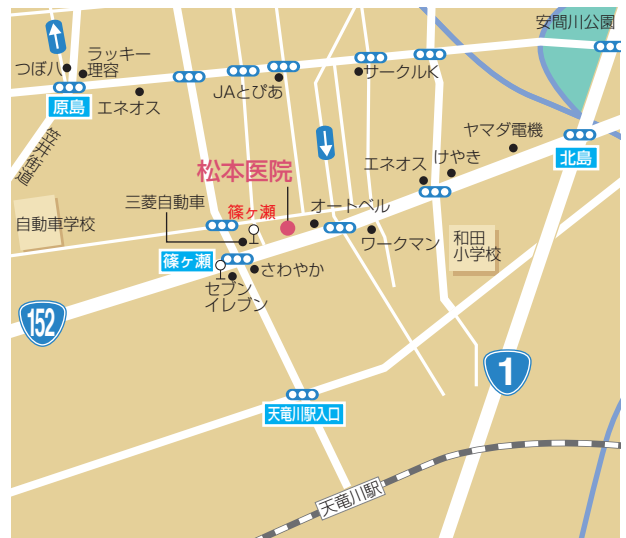 安間川公園
つぼ八
ラッキー
理容
JAとぴあ
サークルK
原島
エネオス
笠井街道
ヤマダ電機
北島
エネオス
けやき
松本医院
三菱自動車
篠ヶ瀬
オートベル
自動車学校
ワークマン
和田
小学校
篠ヶ瀬
さわやか
セブン
イレブン
152
1
天竜川駅入口
天竜川駅